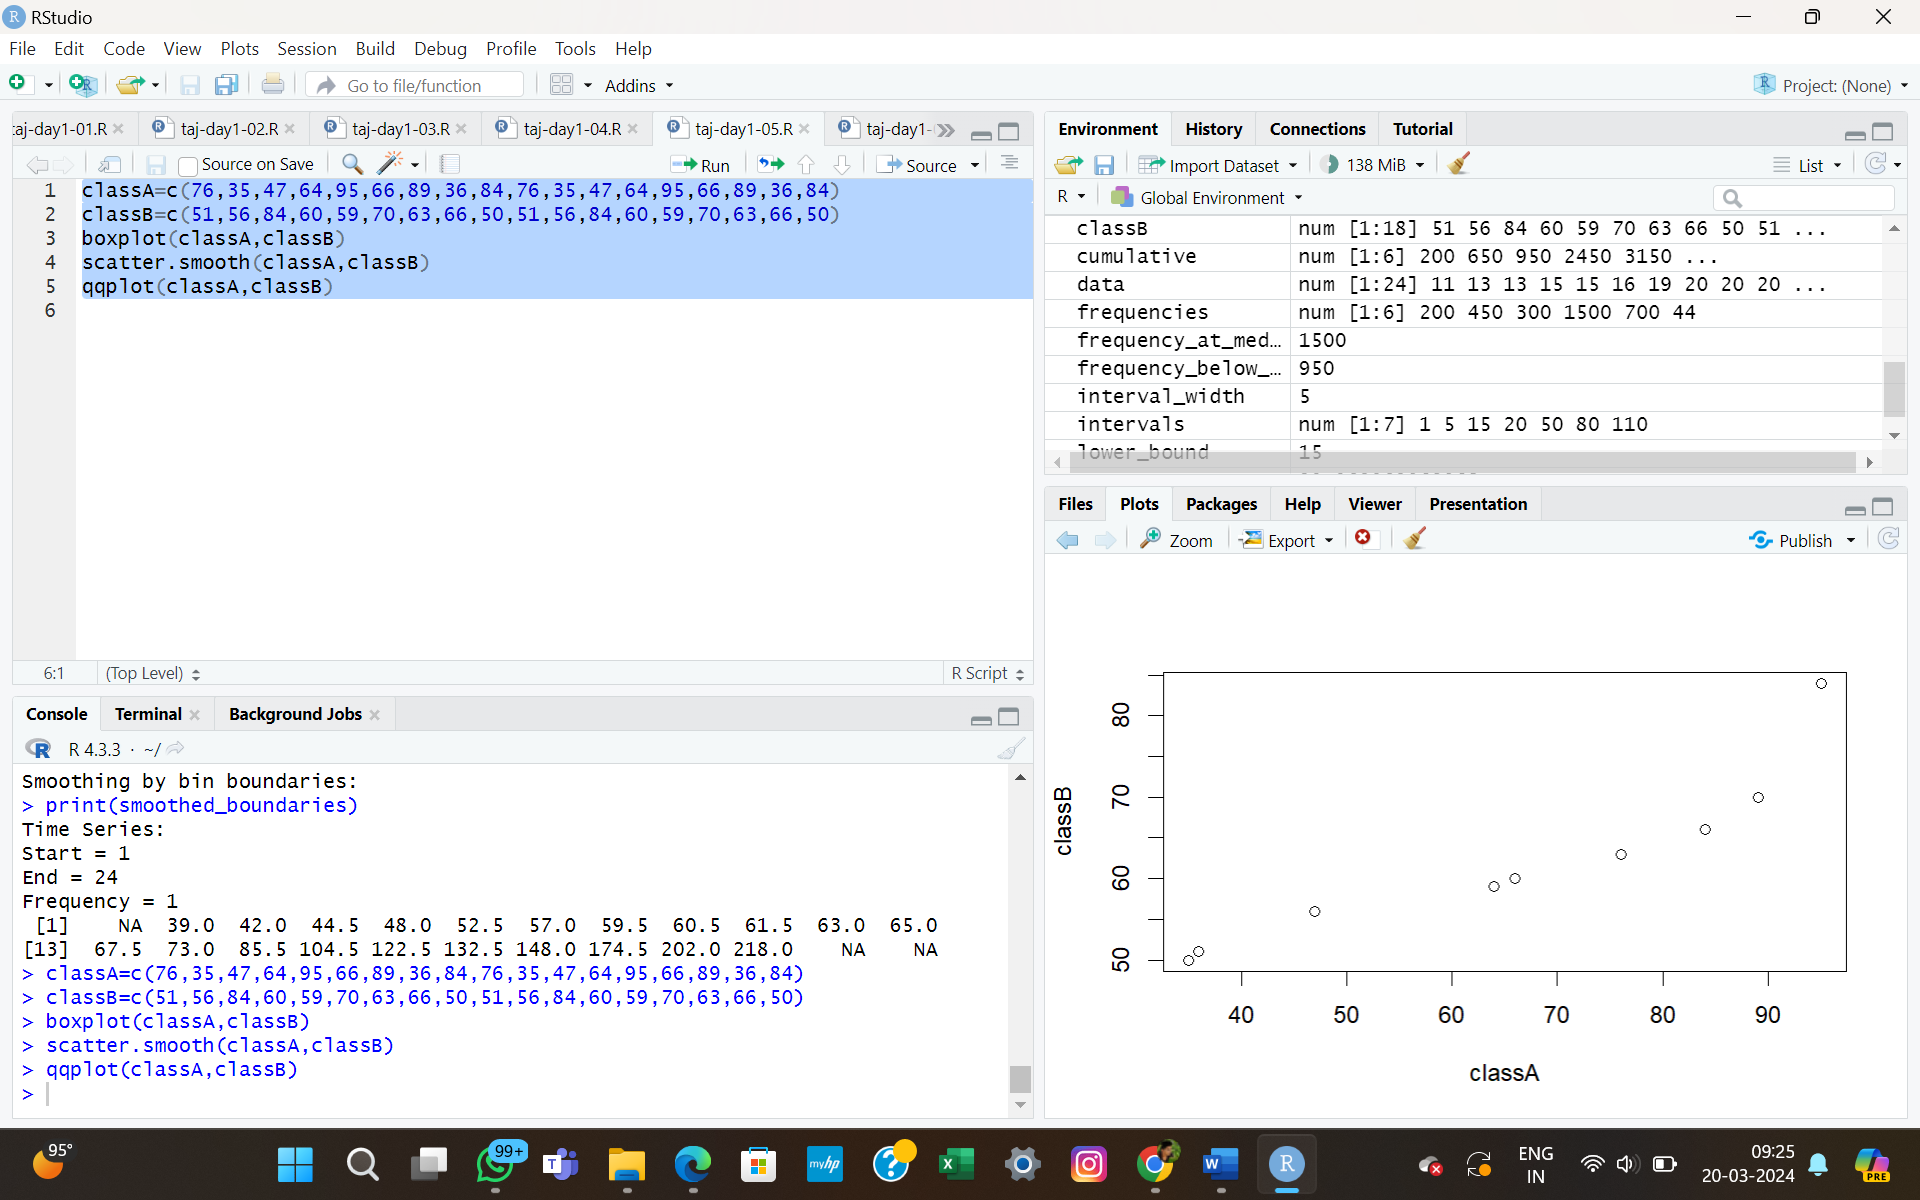 RStudio
File Edit Code View Plots Session Build Debug Profile Tools Help
Go to file/function Addins Project: (None)
taj-day1-01.R taj-day1-02.R taj-day1-03.R taj-day1-04.R taj-day1-05.R taj-day1-
Source on Save Run Source
1 classA=c(76,35,47,64,95,66,89,36,84,76,35,47,64,95,66,89,36,84)
2 classB=c(51,56,84,60,59,70,63,66,50,51,56,84,60,59,70,63,66,50)
3 boxplot(classA,classB)
4 scatter.smooth(classA,classB)
5 qqplot(classA,classB)
6
6:1 (Top Level) R Script
Console Terminal Background Jobs
R 4.3.3 · ~/
Smoothing by bin boundaries:
> print(smoothed_boundaries)
Time Series:
Start = 1
End = 24
Frequency = 1
[1] NA 39.0 42.0 44.5 48.0 52.5 57.0 59.5 60.5 61.5 63.0 65.0
[13] 67.5 73.0 85.5 104.5 122.5 132.5 148.0 174.5 202.0 218.0 NA NA
> classA=c(76,35,47,64,95,66,89,36,84,76,35,47,64,95,66,89,36,84)
> classB=c(51,56,84,60,59,70,63,66,50,51,56,84,60,59,70,63,66,50)
> boxplot(classA,classB)
> scatter.smooth(classA,classB)
> qqplot(classA,classB)
>
Environment History Connections Tutorial
Import Dataset 138 MiB List
R Global Environment
classB num [1:18] 51 56 84 60 59 70 63 66 50 51 ...
cumulative num [1:6] 200 650 950 2450 3150 ...
data num [1:24] 11 13 13 15 15 16 19 20 20 20 ...
frequencies num [1:6] 200 450 300 1500 700 44
frequency_at_med… 1500
frequency_below_… 950
interval_width 5
intervals num [1:7] 1 5 15 20 50 80 110
lower_bound 15
Files Plots Packages Help Viewer Presentation
Zoom Export Publish
classB
80
70
60
50
40 50 60 70 80 90
classA
95°
99+
T
myhp
?
X
W
R
ENG
IN
09:25
20-03-2024
PRE